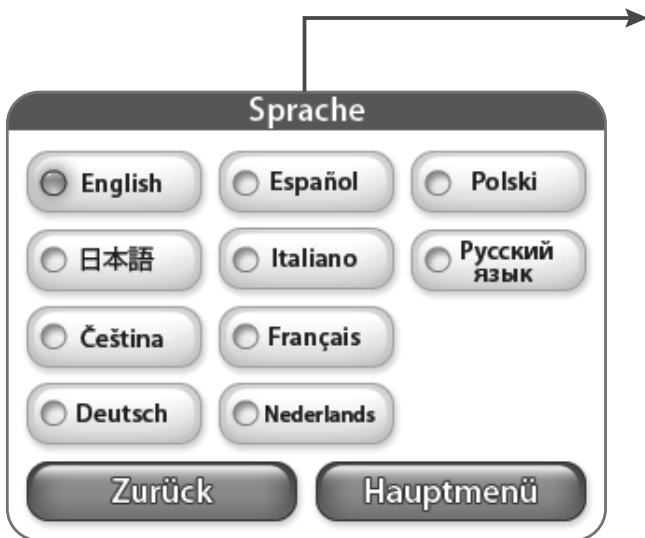 Sprache
English
Español
Polski
日本語
Italiano
Русский
язык
Čeština
Français
Deutsch
Nederlands
Zurück
Hauptmenü